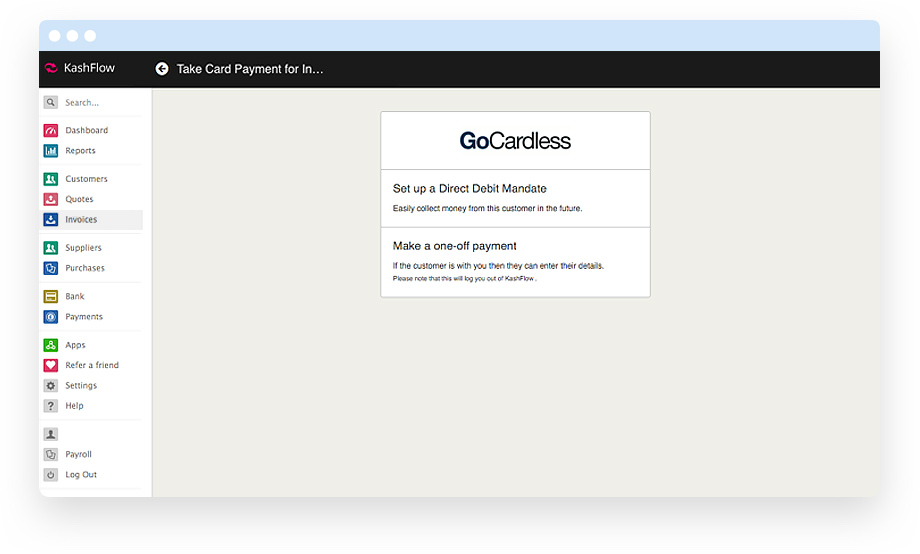 KashFlow
Take Card Payment for In...
Search...
Dashboard
Reports
Customers
Quotes
Invoices
Suppliers
Purchases
Bank
Payments
Apps
Refer a friend
Settings
Help
Payroll
Log Out
GoCardless
Set up a Direct Debit Mandate
Easily collect money from this customer in the future.
Make a one-off payment
If the customer is with you then they can enter their details.
Please note that this will log you out of KashFlow .